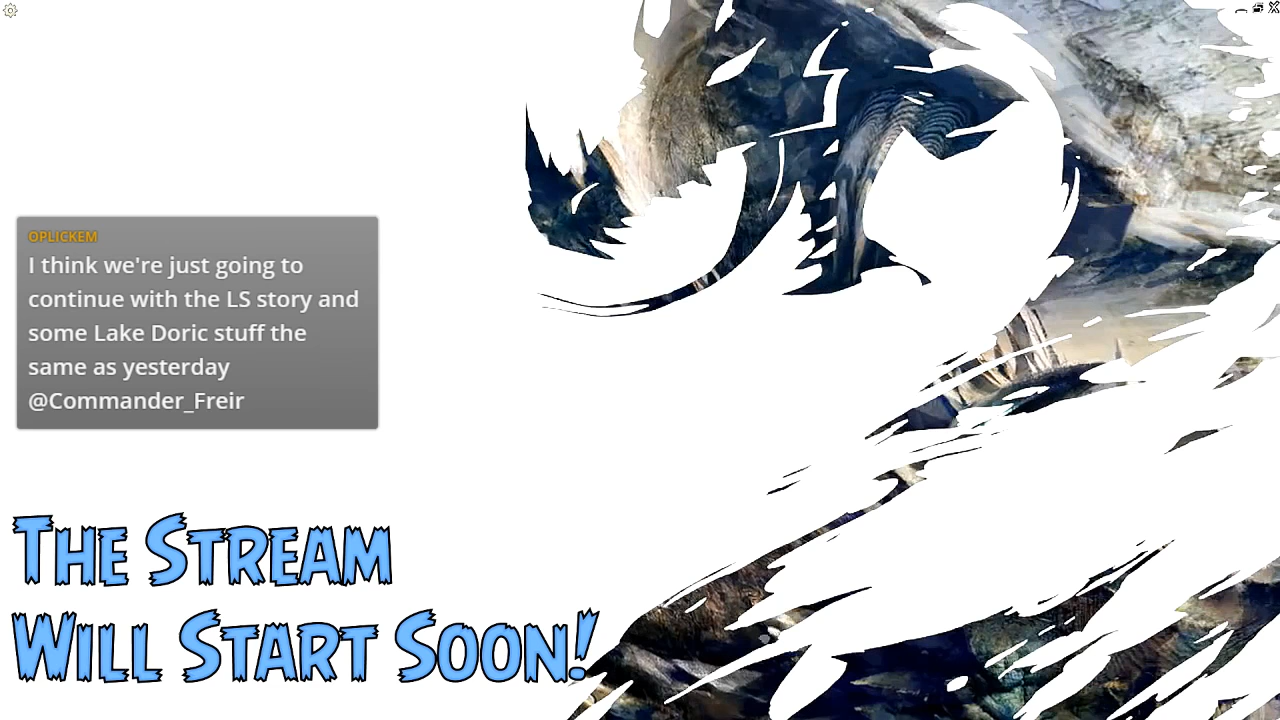 OPLICKEM
I think we're just going to
continue with the LS story and
some Lake Doric stuff the
same as yesterday
@Commander_Freir
The Stream
Will Start Soon!